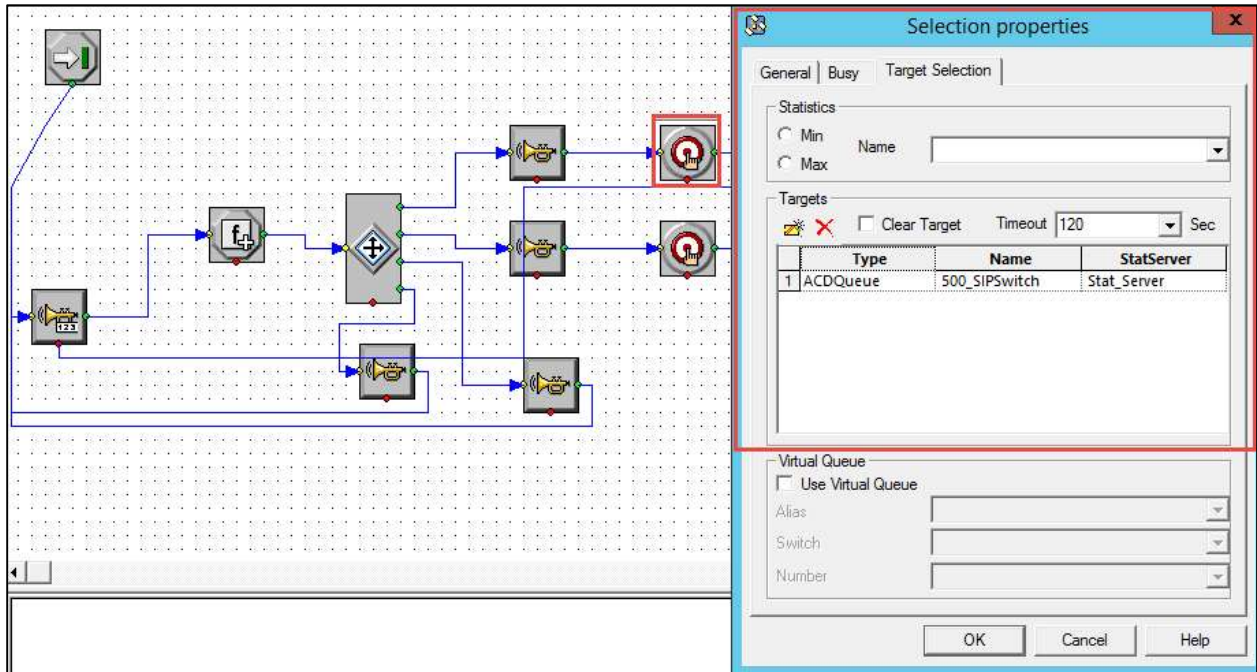 Selection properties
x
General Busy Target Selection
Statistics
Min
Max
Name
Targets
Clear Target Timeout 120 Sec
Type Name StatServer
1 ACDQueue 500_SIPSwitch Stat_Server
Virtual Queue
Use Virtual Queue
Alias
Switch
Number
OK Cancel Help
f
123